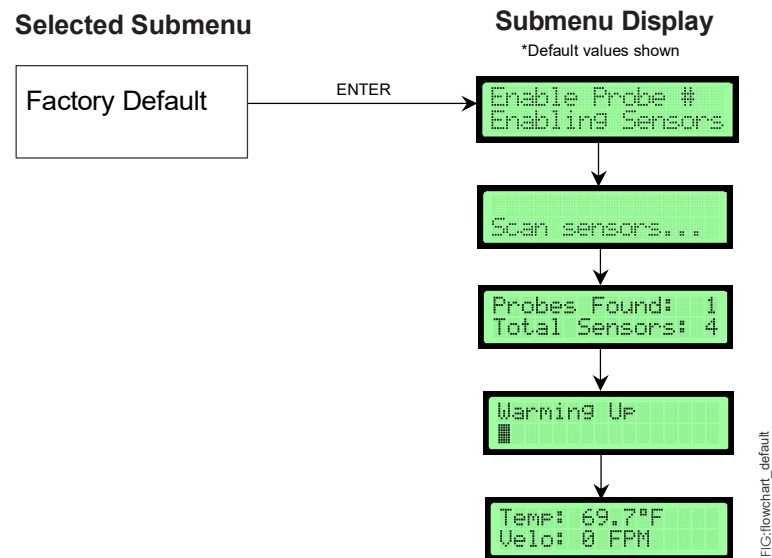 Selected Submenu
Submenu Display
*Default values shown
Factory Default
ENTER
Enable Probe #
Enabling Sensors
Scan sensors...
Probes Found: 1
Total Sensors: 4
Warming Up
Temp: 69.7°F
Velo: 0 FPM
FIG:flowchart_default